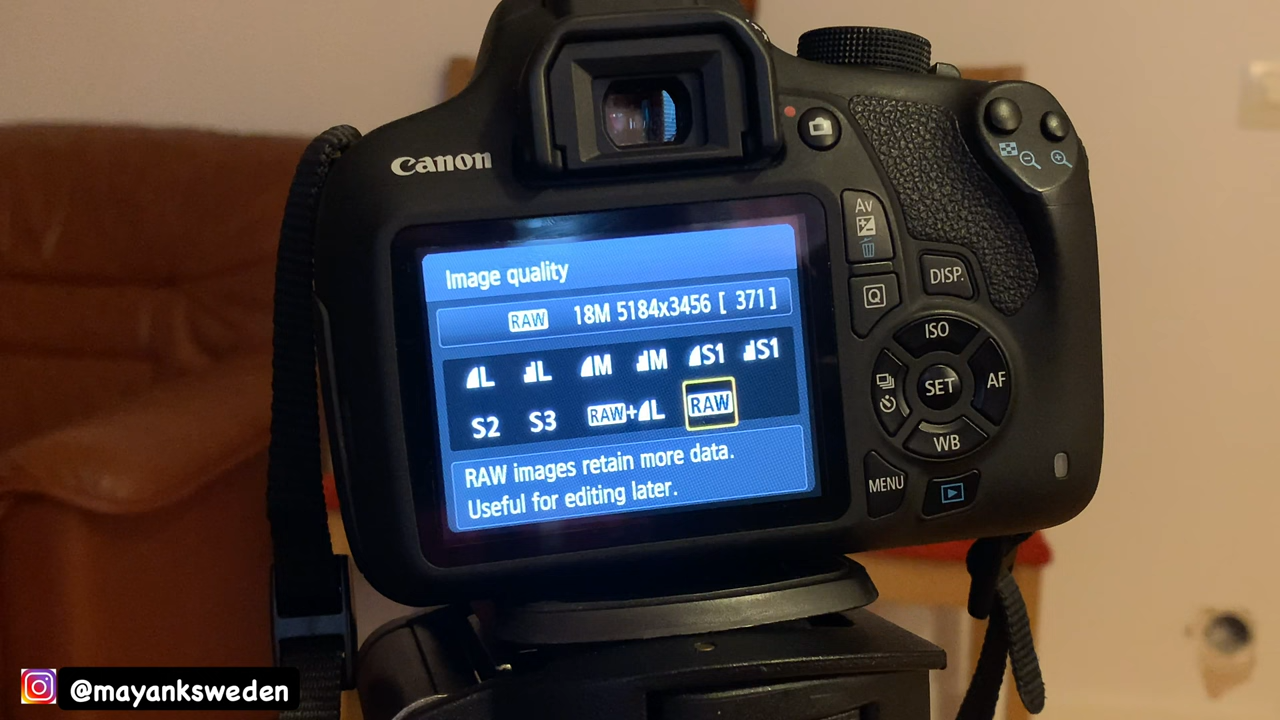 Canon
Image quality
RAW 18M 5184x3456 [ 371]
L L M M S1 S1
S2 S3 RAW+L RAW
RAW images retain more data.
Useful for editing later.
Av
Q
DISP.
ISO
SET
AF
WB
MENU
@mayanksweden